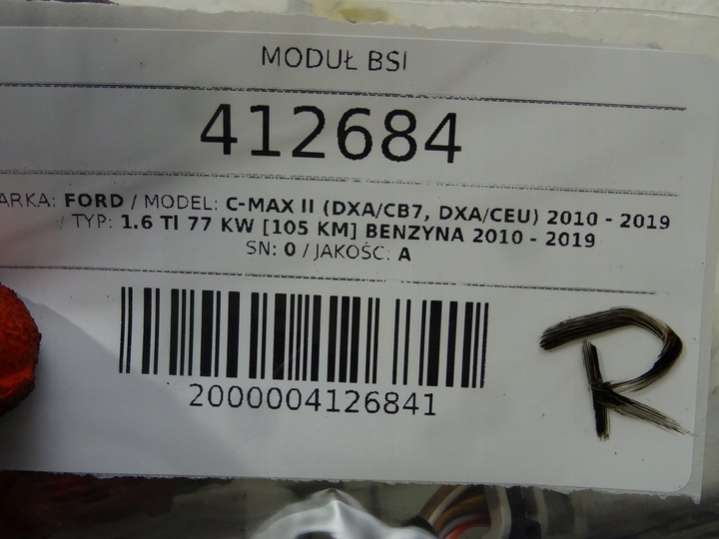 MODUŁ BSI
412684
ARKA: FORD / MODEL: C-MAX II (DXA/CB7, DXA/CEU) 2010 - 2019
/ TYP: 1.6 TI 77 KW [105 KM] BENZYNA 2010 - 2019
SN: 0 / JAKOŚĆ: A
2000004126841
R